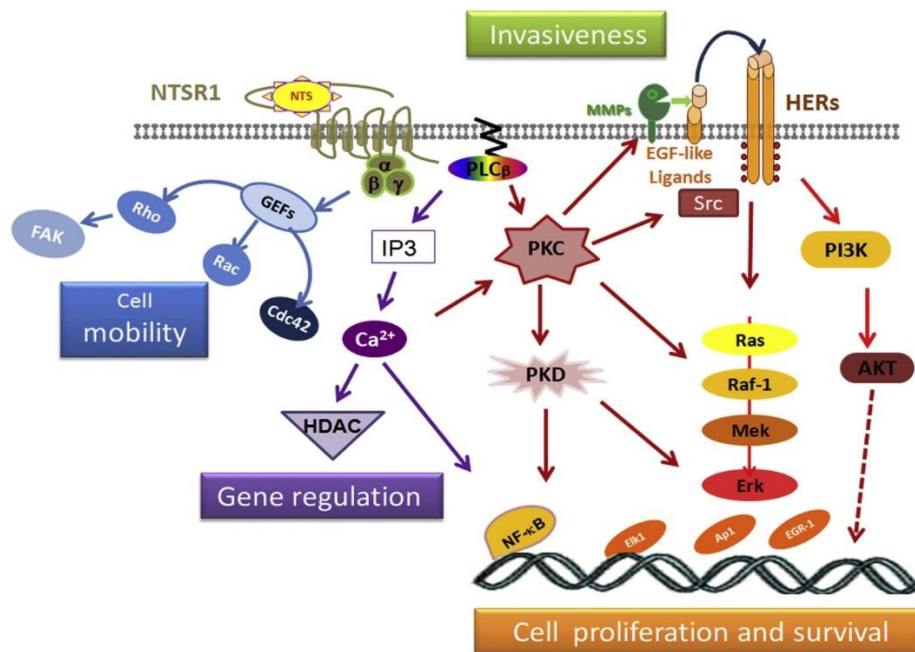 Invasiveness
NTSR1
NTS
MMPs
HERs
EGF-like
Ligands
α
β γ
PLCβ
GEFs
Rho
FAK
Rac
Cdc42
Cell
mobility
IP3
PKC
Src
PI3K
Ca2+
Ras
PKD
AKT
Raf-1
HDAC
Mek
Gene regulation
Erk
NF-κB
Elk1
Ap1
EGR-1
Cell proliferation and survival